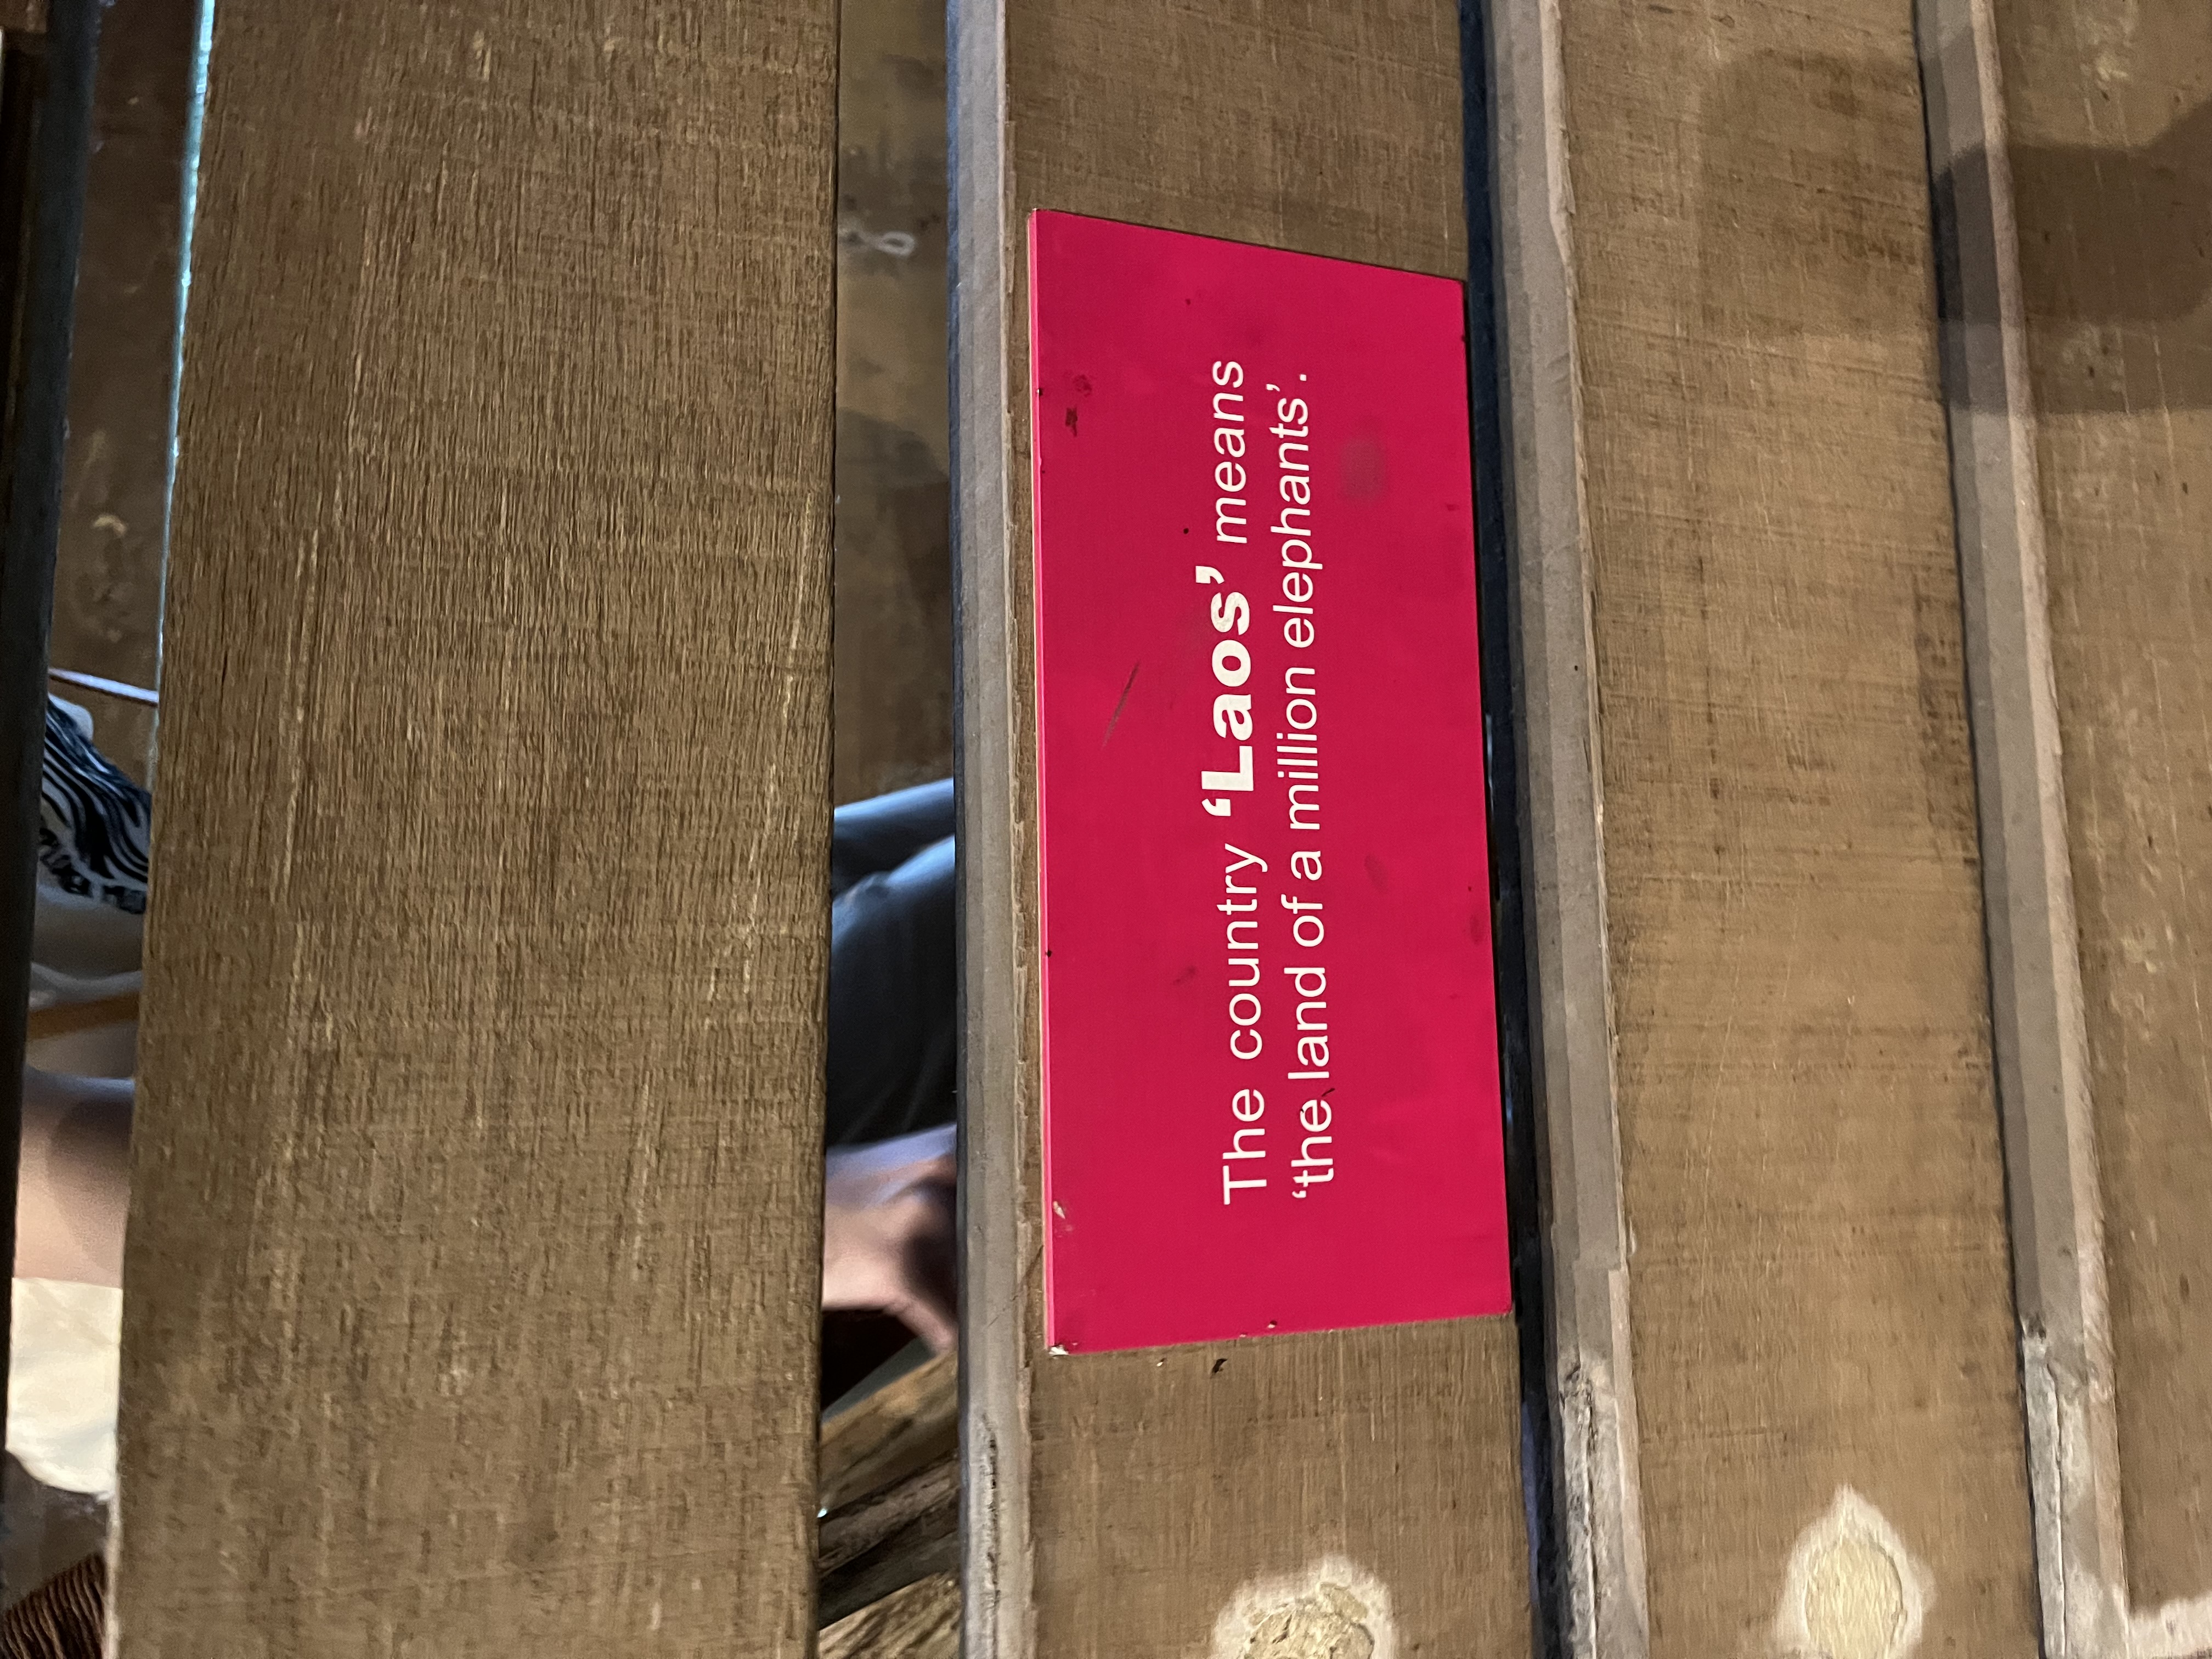 The country ‘Laos’ means
‘the land of a million elephants’.